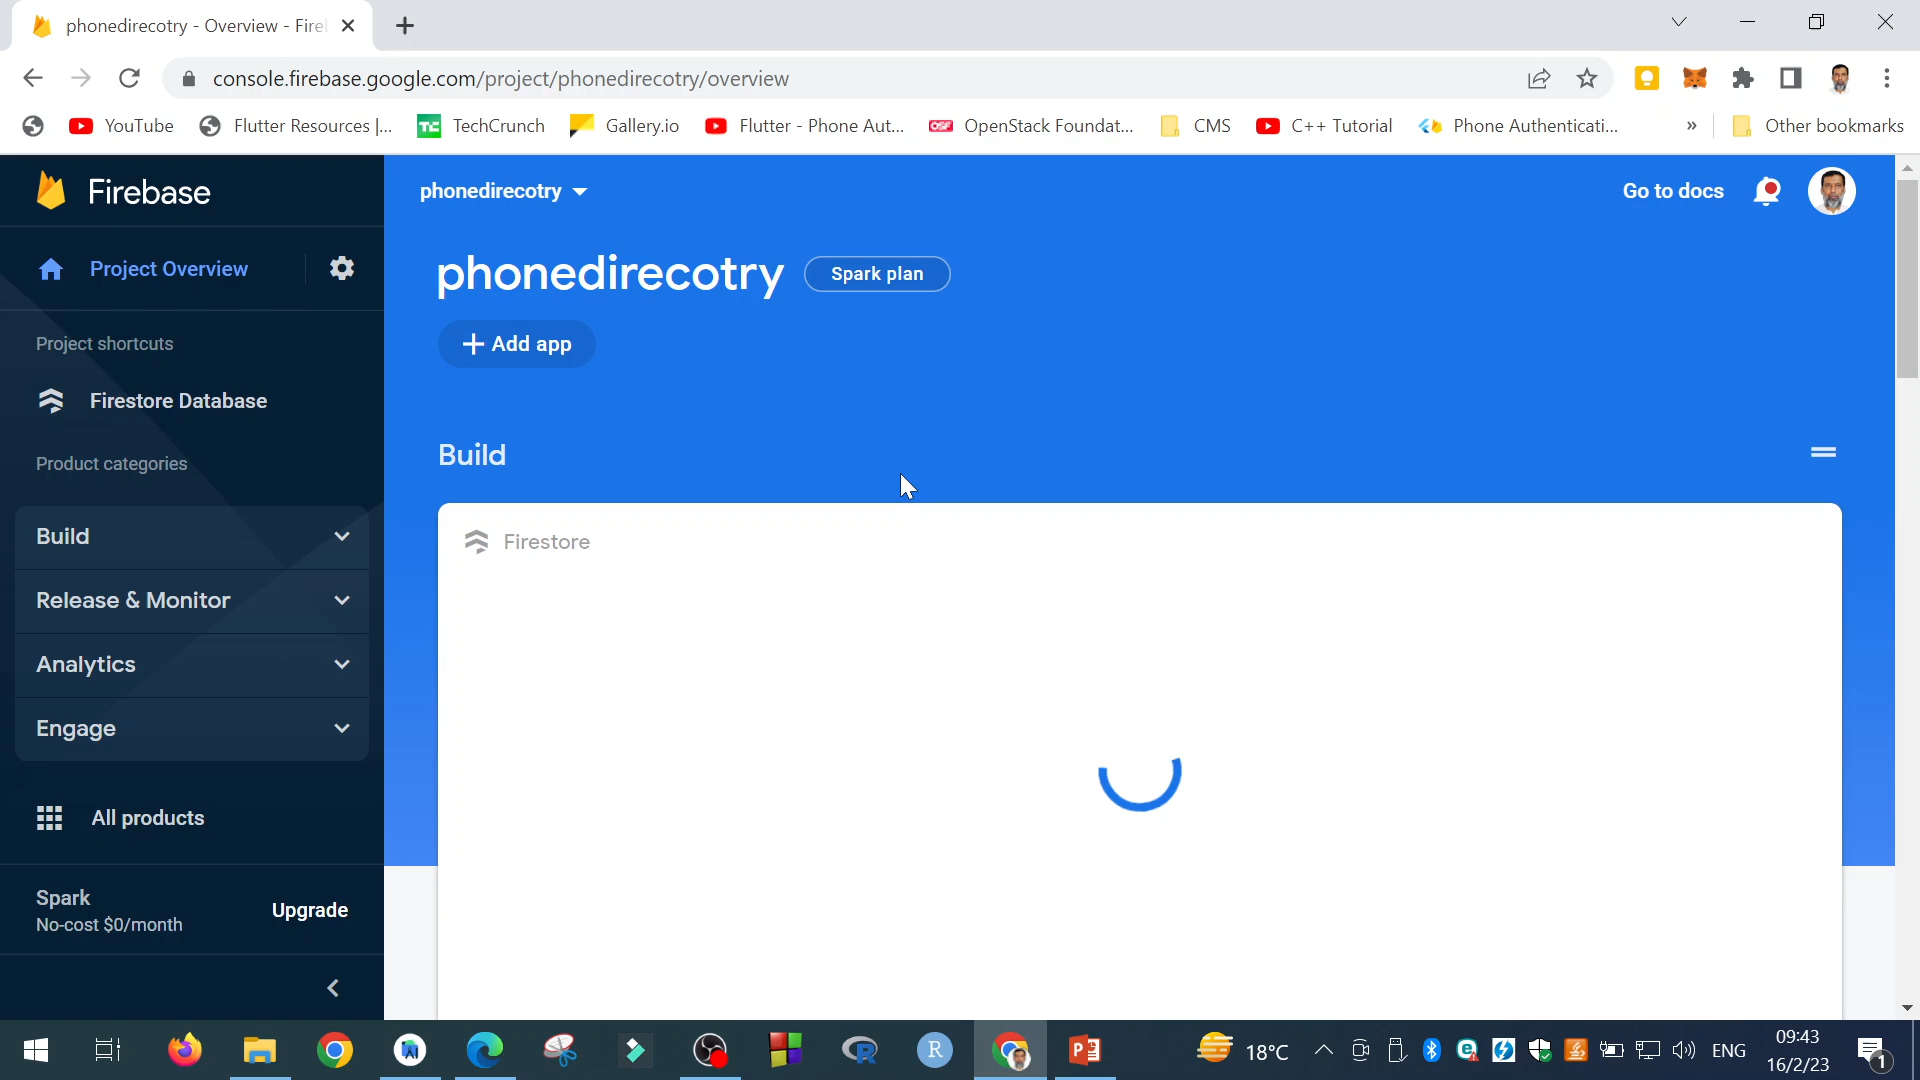 phonedirecotry - Overview - Fire
console.firebase.google.com/project/phonedirecotry/overview
YouTube
Flutter Resources |...
TC
TechCrunch
Gallery.io
Flutter - Phone Aut...
OSF
OpenStack Foundat...
CMS
C++ Tutorial
Phone Authenticati...
»
Other bookmarks
Firebase
phonedirecotry
Go to docs
Project Overview
phonedirecotry
Spark plan
Project shortcuts
+ Add app
Firestore Database
Build
Product categories
Build
Firestore
Release & Monitor
Analytics
Engage
All products
Spark
No-cost $0/month
Upgrade
R
R
P
18°C
ENG
09:43
16/2/23
1